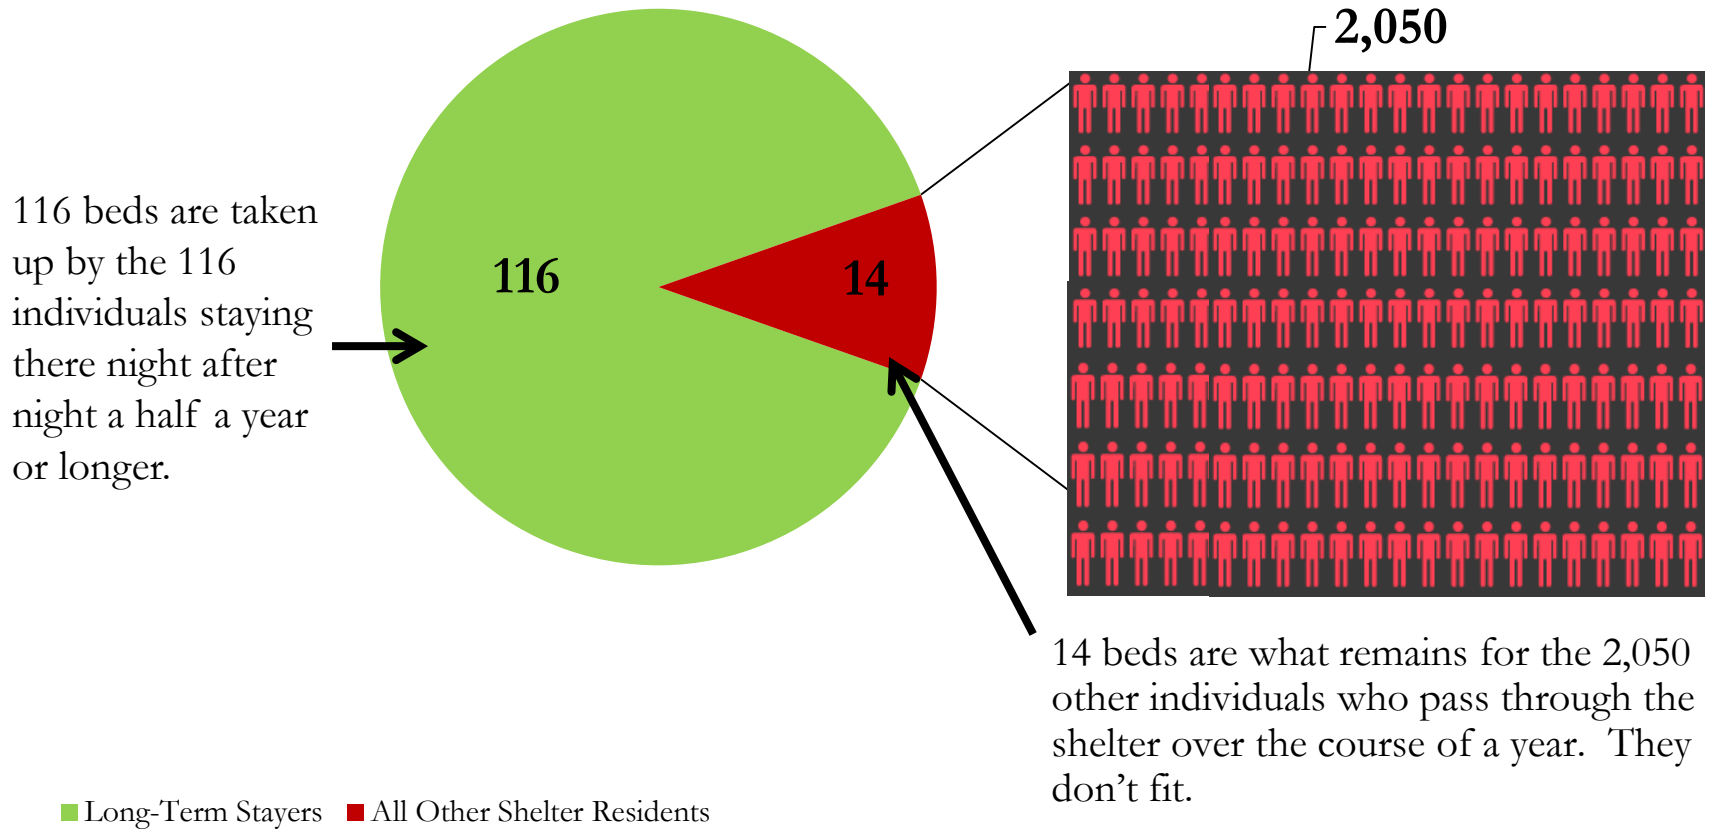 2,050
116 beds are taken
up by the 116
individuals staying
there night after
night a half a year
or longer.
116
14
14 beds are what remains for the 2,050
other individuals who pass through the
shelter over the course of a year. They
don’t fit.
Long-Term Stayers
All Other Shelter Residents